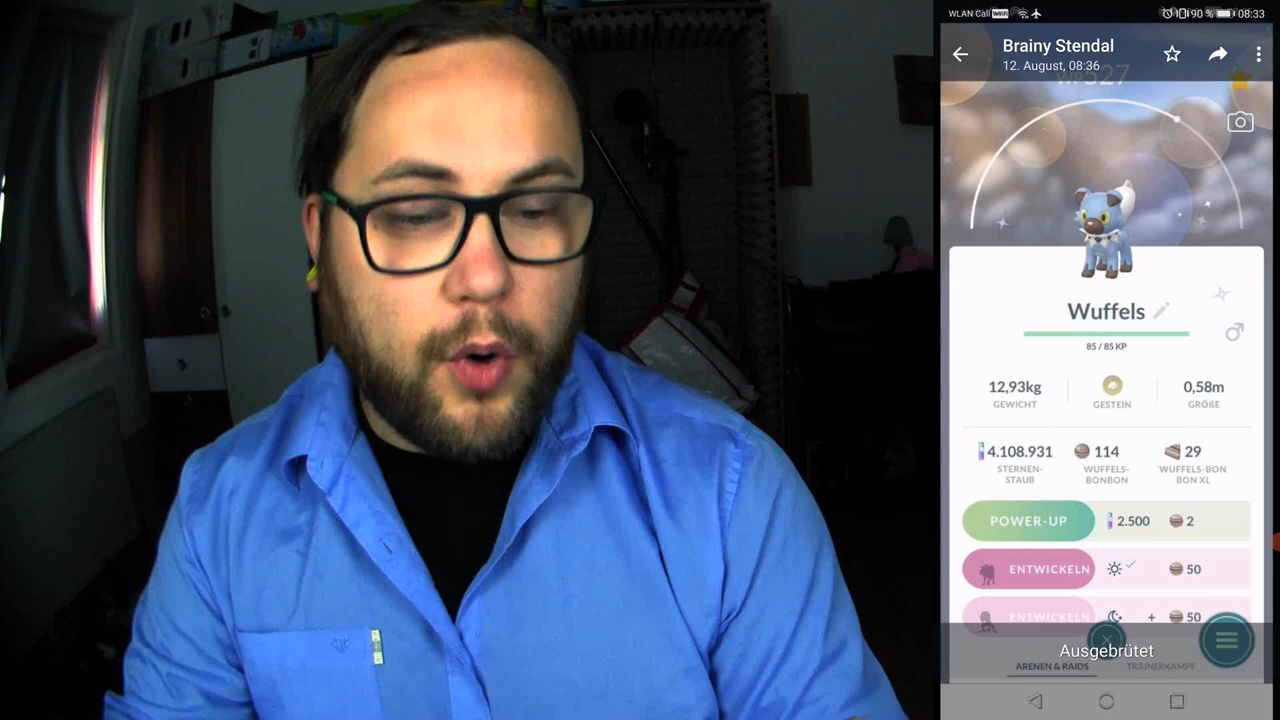 WLAN Call
90 %
08:33
Brainy Stendal
12. August, 08:36
WP527
Wuffels
85 / 85 KP
12,93kg
GEWICHT
GESTEIN
0,58m
GRÖßE
4.108.931
STERNEN-
STAUB
114
WUFFELS-
BONBON
29
WUFFELS-BON
BON XL
POWER-UP
2.500
2
ENTWICKELN
50
ENTWICKELN
+
50
Ausgebrütet
ARENEN & RAIDS
TRAINERKAMPF